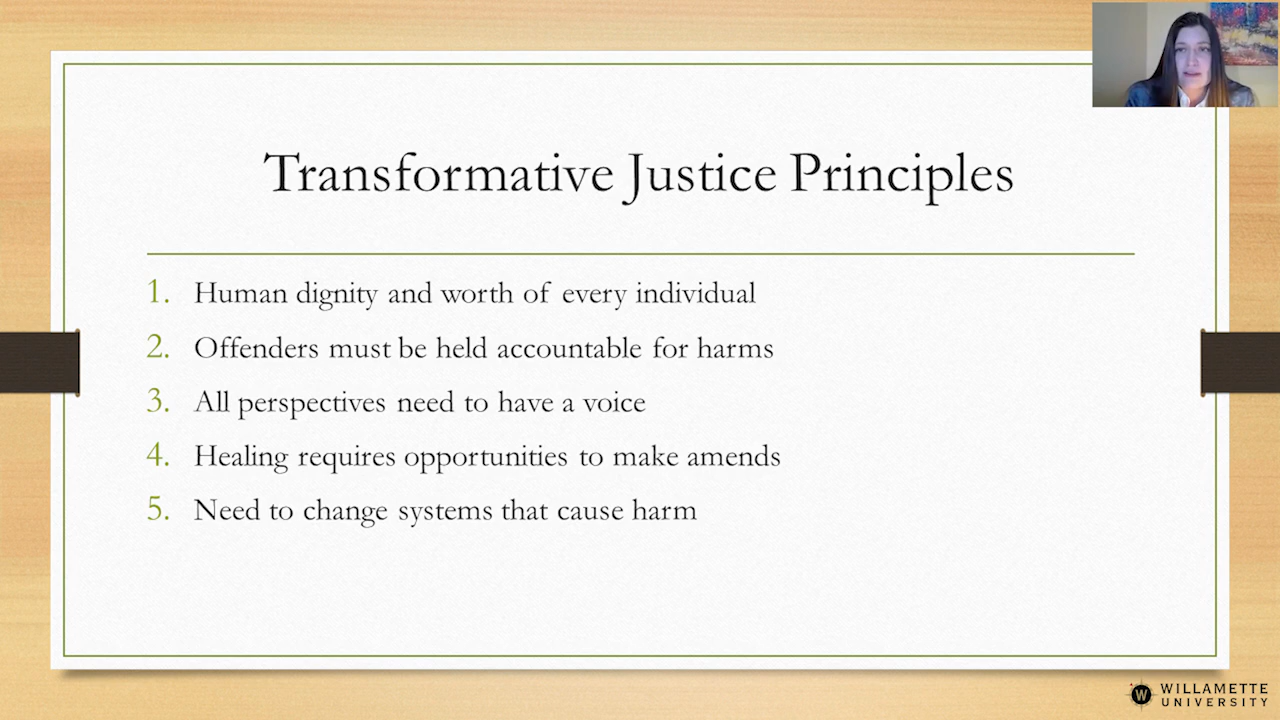 Transformative Justice Principles
1. Human dignity and worth of every individual
2. Offenders must be held accountable for harms
3. All perspectives need to have a voice
4. Healing requires opportunities to make amends
5. Need to change systems that cause harm
W
WILLAMETTE
UNIVERSITY